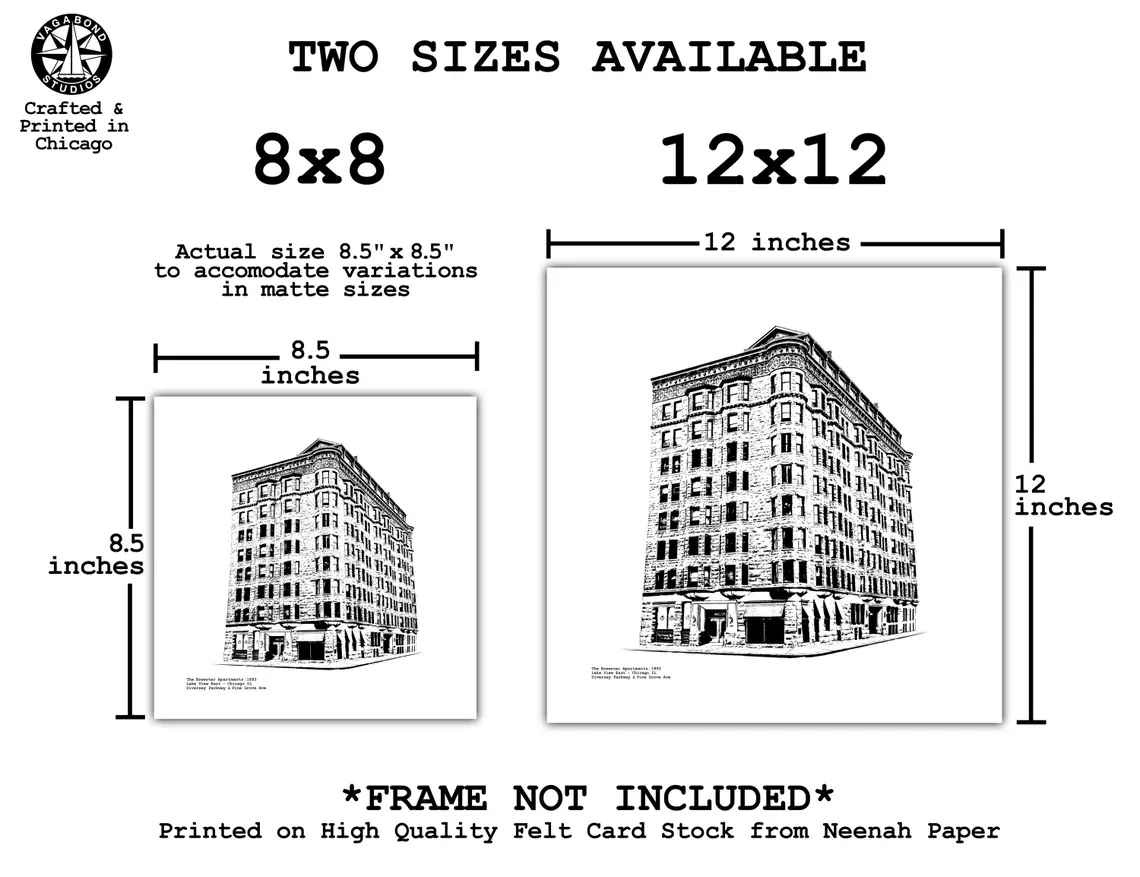 VAGABOND
STUDIOS
Crafted &
Printed in
Chicago
TWO SIZES AVAILABLE
8x8
12x12
Actual size 8.5" x 8.5"
to accomodate variations
in matte sizes
12 inches
8.5
inches
8.5
inches
12
inches
The Brewster Apartments :1893
Lake View East - Chicago IL
Diversey Parkway & Pine Grove Ave
The Brewster Apartments :1893
Lake View East - Chicago IL
Diversey Parkway & Pine Grove Ave
*FRAME NOT INCLUDED*
Printed on High Quality Felt Card Stock from Neenah Paper